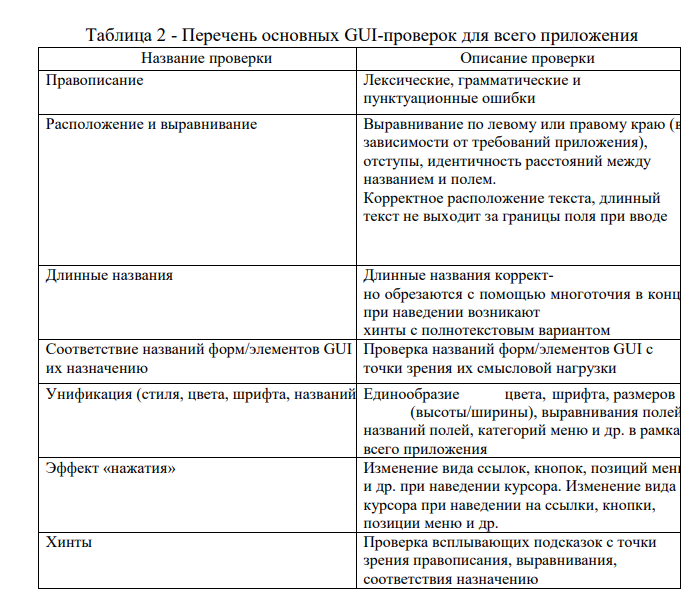 Таблица 2 - Перечень основных GUI-проверок для всего приложения
Название проверки
Описание проверки
Правописание
Лексические, грамматические и
пунктуационные ошибки
Расположение и выравнивание
Выравнивание по левому или правому краю (в
зависимости от требований приложения),
отступы, идентичность расстояний между
названием и полем.
Корректное расположение текста, длинный
текст не выходит за границы поля при вводе
Длинные названия
Длинные названия коррект-
но обрезаются с помощью многоточия в конц
при наведении возникают
хинты с полнотекстовым вариантом
Соответствие названий форм/элементов GUI
их назначению
Проверка названий форм/элементов GUI с
точки зрения их смысловой нагрузки
Унификация (стиля, цвета, шрифта, названий
Единообразие цвета, шрифта, размеров
(высоты/ширины), выравнивания полей
названий полей, категорий меню и др. в рамка
всего приложения
Эффект «нажатия»
Изменение вида ссылок, кнопок, позиций мен
и др. при наведении курсора. Изменение вида
курсора при наведении на ссылки, кнопки,
позиции меню и др.
Хинты
Проверка всплывающих подсказок с точки
зрения правописания, выравнивания,
соответствия назначению